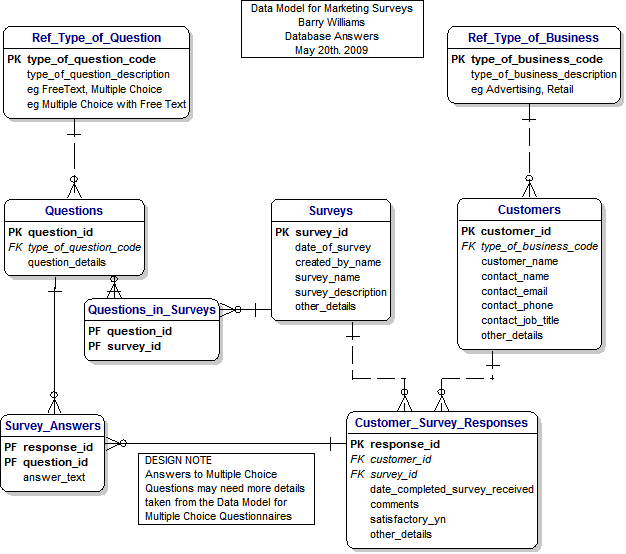 Data Model for Marketing Surveys
Barry Williams
Database Answers
May 20th. 2009
Ref_Type_of_Question
PK type_of_question_code
type_of_question_description
eg FreeText, Multiple Choice
eg Multiple Choice with Free Text
Ref_Type_of_Business
PK type_of_business_code
type_of_business_description
eg Advertising, Retail
Questions
PK question_id
FK type_of_question_code
question_details
Surveys
PK survey_id
date_of_survey
created_by_name
survey_name
survey_description
other_details
Customers
PK customer_id
FK type_of_business_code
customer_name
contact_name
contact_email
contact_phone
contact_job_title
other_details
Questions_in_Surveys
PF question_id
PF survey_id
Survey_Answers
PF response_id
PF question_id
answer_text
DESIGN NOTE
Answers to Multiple Choice
Questions may need more details
taken from the Data Model for
Multiple Choice Questionnaires
Customer_Survey_Responses
PK response_id
FK customer_id
FK survey_id
date_completed_survey_received
comments
satisfactory_yn
other_details